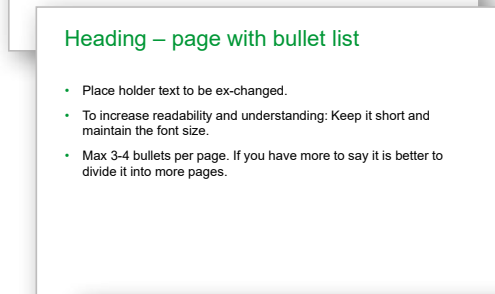 Heading – page with bullet list
• Place holder text to be ex-changed.
• To increase readability and understanding: Keep it short and
maintain the font size.
• Max 3-4 bullets per page. If you have more to say it is better to
divide it into more pages.